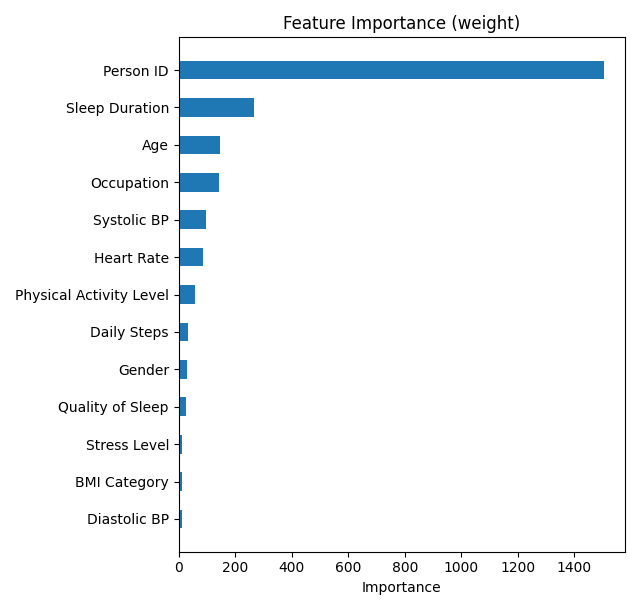 Feature Importance (weight)
Person ID
Sleep Duration
Age
Occupation
Systolic BP
Heart Rate
Physical Activity Level
Daily Steps
Gender
Quality of Sleep
Stress Level
BMI Category
Diastolic BP
0 200 400 600 800 1000 1200 1400
Importance